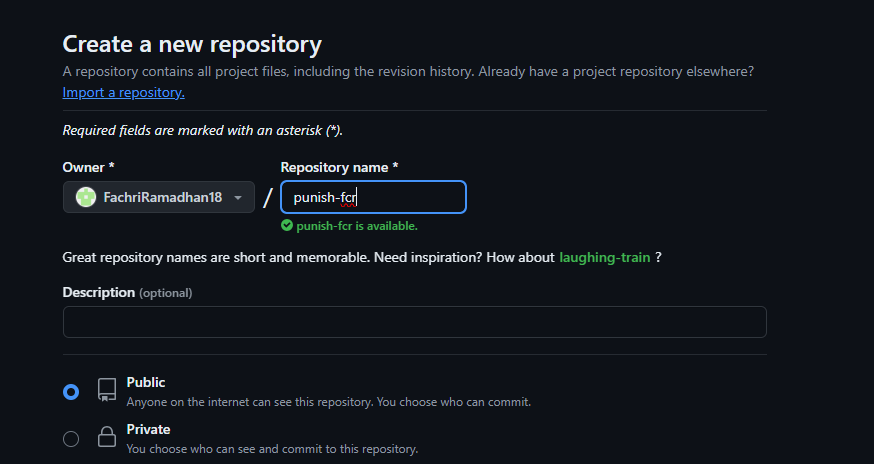 Create a new repository
A repository contains all project files, including the revision history. Already have a project repository elsewhere?
Import a repository.
Required fields are marked with an asterisk (*).
Owner * Repository name *
FachriRamadhan18 / punish-fcr
punish-fcr is available.
Great repository names are short and memorable. Need inspiration? How about laughing-train ?
Description (optional)
Public
Anyone on the internet can see this repository. You choose who can commit.
Private
You choose who can see and commit to this repository.